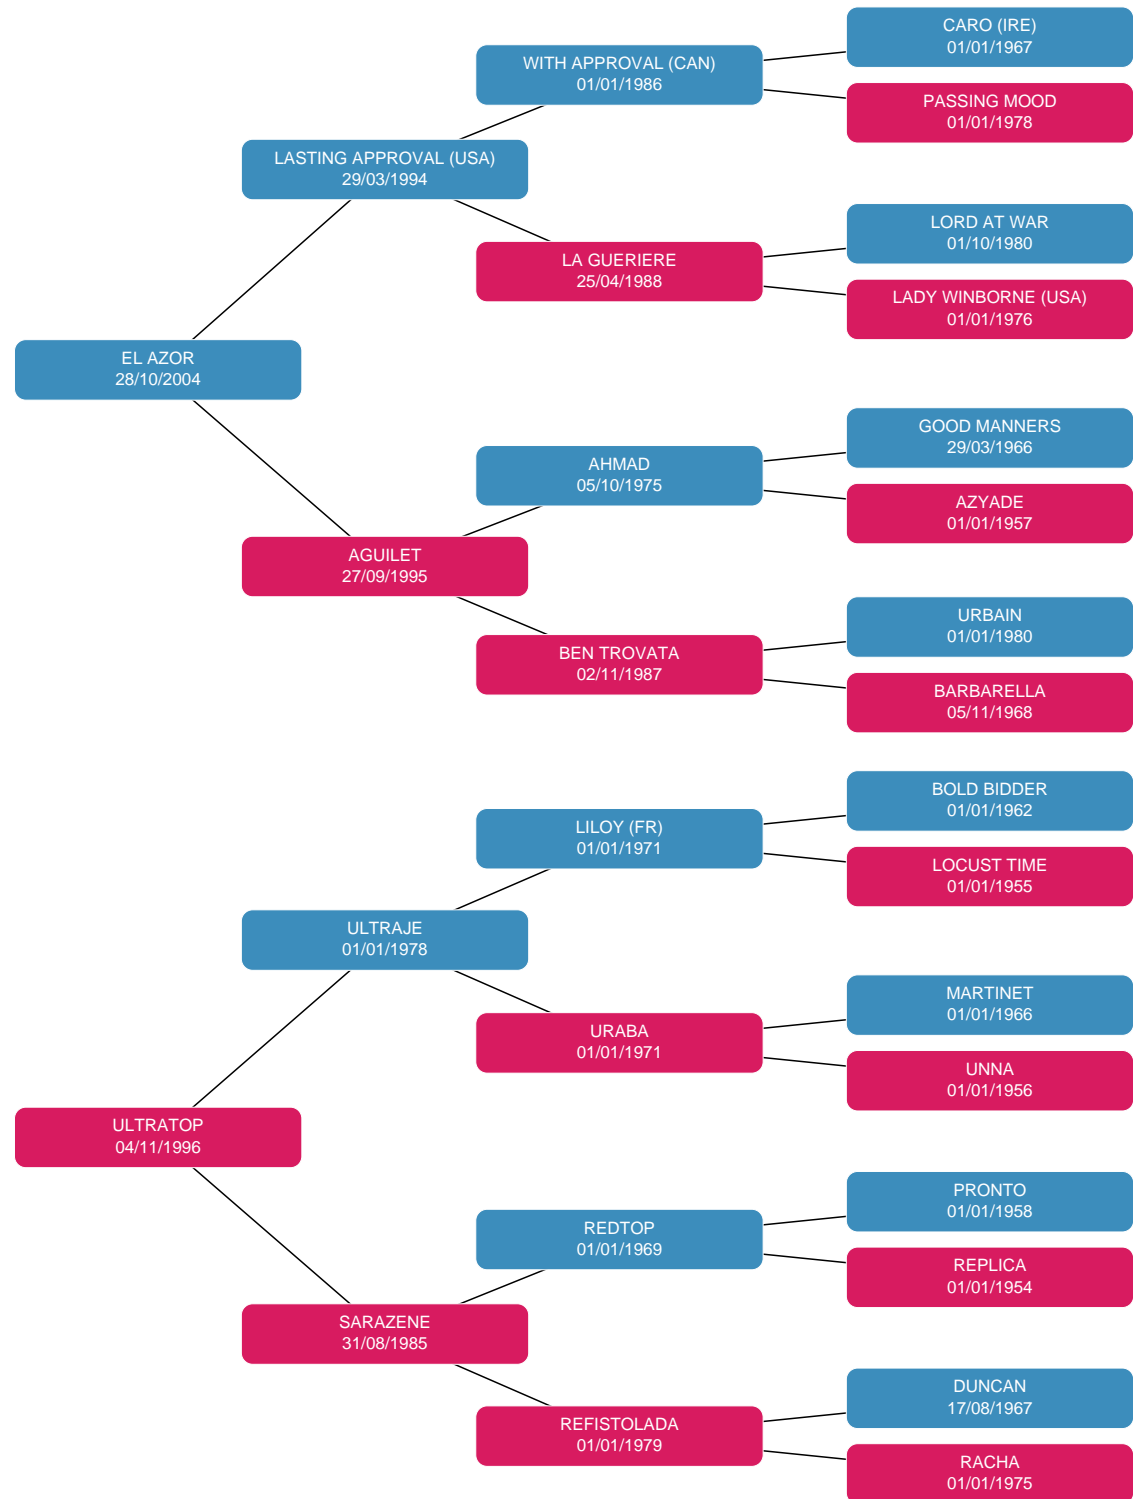 CARO (IRE)
01/01/1967
WITH APPROVAL (CAN)
01/01/1986
PASSING MOOD
01/01/1978
LASTING APPROVAL (USA)
29/03/1994
LORD AT WAR
01/10/1980
LA GUERIERE
25/04/1988
LADY WINBORNE (USA)
01/01/1976
EL AZOR
28/10/2004
GOOD MANNERS
29/03/1966
AHMAD
05/10/1975
AZYADE
01/01/1957
AGUILET
27/09/1995
URBAIN
01/01/1980
BEN TROVATA
02/11/1987
BARBARELLA
05/11/1968
BOLD BIDDER
01/01/1962
LILOY (FR)
01/01/1971
LOCUST TIME
01/01/1955
ULTRAJE
01/01/1978
MARTINET
01/01/1966
URABA
01/01/1971
UNNA
01/01/1956
ULTRATOP
04/11/1996
PRONTO
01/01/1958
REDTOP
01/01/1969
REPLICA
01/01/1954
SARAZENE
31/08/1985
DUNCAN
17/08/1967
REFISTOLADA
01/01/1979
RACHA
01/01/1975